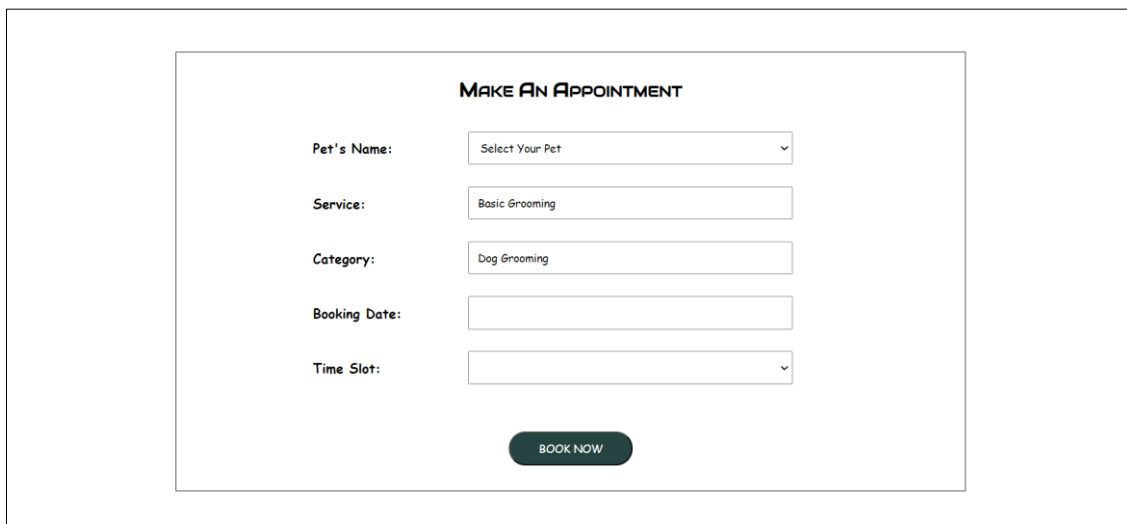 Make An Appointment
Pet's Name: Select Your Pet
Service: Basic Grooming
Category: Dog Grooming
Booking Date:
Time Slot:
BOOK NOW